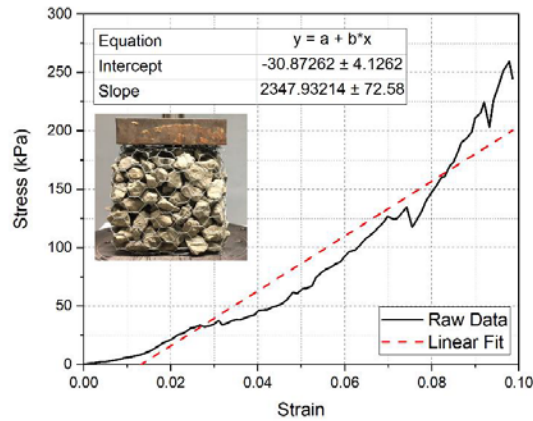 Equation y = a + b*x
Intercept -30.87262 ± 4.1262
Slope 2347.93214 ± 72.58
300
250
200
150
100
50
0
Stress (kPa)
0.00 0.02 0.04 0.06 0.08 0.10
Strain
Raw Data
Linear Fit